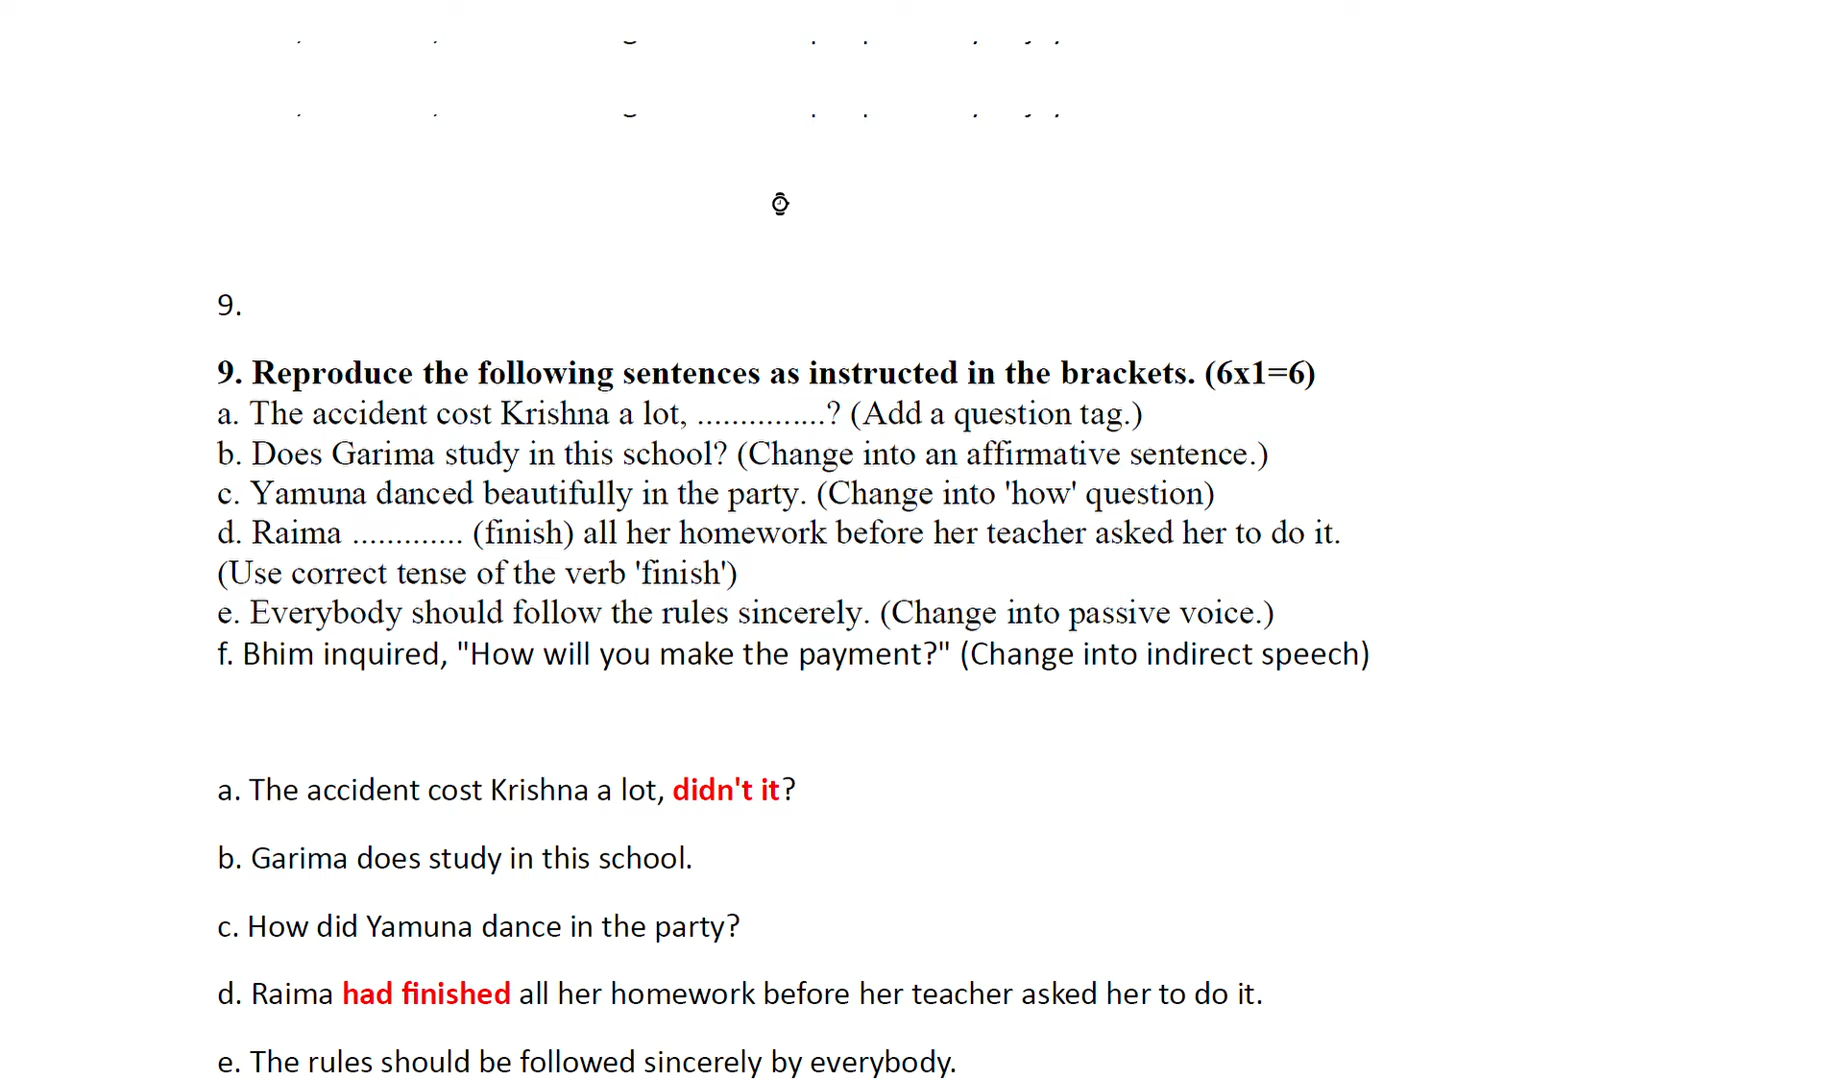 9.
9. Reproduce the following sentences as instructed in the brackets. (6x1=6)
a. The accident cost Krishna a lot, ...............? (Add a question tag.)
b. Does Garima study in this school? (Change into an affirmative sentence.)
c. Yamuna danced beautifully in the party. (Change into 'how' question)
d. Raima ............. (finish) all her homework before her teacher asked her to do it.
(Use correct tense of the verb 'finish')
e. Everybody should follow the rules sincerely. (Change into passive voice.)
f. Bhim inquired, "How will you make the payment?" (Change into indirect speech)
a. The accident cost Krishna a lot, didn't it?
b. Garima does study in this school.
c. How did Yamuna dance in the party?
d. Raima had finished all her homework before her teacher asked her to do it.
e. The rules should be followed sincerely by everybody.